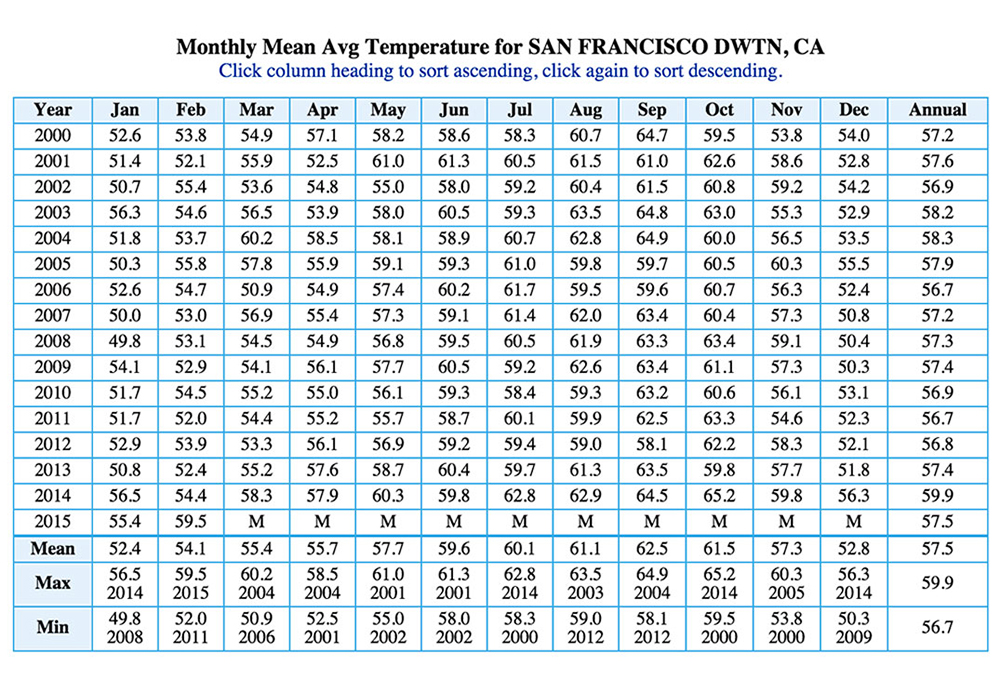 Monthly Mean Avg Temperature for SAN FRANCISCO DWTN, CA
Click column heading to sort ascending, click again to sort descending.
Year Jan Feb Mar Apr May Jun Jul Aug Sep Oct Nov Dec Annual
2000 52.6 53.8 54.9 57.1 58.2 58.6 58.3 60.7 64.7 59.5 53.8 54.0 57.2
2001 51.4 52.1 55.9 52.5 61.0 61.3 60.5 61.5 61.0 62.6 58.6 52.8 57.6
2002 50.7 55.4 53.6 54.8 55.0 58.0 59.2 60.4 61.5 60.8 59.2 54.2 56.9
2003 56.3 54.6 56.5 53.9 58.0 60.5 59.3 63.5 64.8 63.0 55.3 52.9 58.2
2004 51.8 53.7 60.2 58.5 58.1 58.9 60.7 62.8 64.9 60.0 56.5 53.5 58.3
2005 50.3 55.8 57.8 55.9 59.1 59.3 61.0 59.8 59.7 60.5 60.3 55.5 57.9
2006 52.6 54.7 50.9 54.9 57.4 60.2 61.7 59.5 59.6 60.7 56.3 52.4 56.7
2007 50.0 53.0 56.9 55.4 57.3 59.1 61.4 62.0 63.4 60.4 57.3 50.8 57.2
2008 49.8 53.1 54.5 54.9 56.8 59.5 60.5 61.9 63.3 63.4 59.1 50.4 57.3
2009 54.1 52.9 54.1 56.1 57.7 60.5 59.2 62.6 63.4 61.1 57.3 50.3 57.4
2010 51.7 54.5 55.2 55.0 56.1 59.3 58.4 59.3 63.2 60.6 56.1 53.1 56.9
2011 51.7 52.0 54.4 55.2 55.7 58.7 60.1 59.9 62.5 63.3 54.6 52.3 56.7
2012 52.9 53.9 53.3 56.1 56.9 59.2 59.4 59.0 58.1 62.2 58.3 52.1 56.8
2013 50.8 52.4 55.2 57.6 58.7 60.4 59.7 61.3 63.5 59.8 57.7 51.8 57.4
2014 56.5 54.4 58.3 57.9 60.3 59.8 62.8 62.9 64.5 65.2 59.8 56.3 59.9
2015 55.4 59.5 M M M M M M M M M M 57.5
Mean 52.4 54.1 55.4 55.7 57.7 59.6 60.1 61.1 62.5 61.5 57.3 52.8 57.5
Max 56.5 59.5 60.2 58.5 61.0 61.3 62.8 63.5 64.9 65.2 60.3 56.3 59.9
2014 2015 2004 2004 2001 2001 2014 2003 2004 2014 2005 2014
Min 49.8 52.0 50.9 52.5 55.0 58.0 58.3 59.0 58.1 59.5 53.8 50.3 56.7
2008 2011 2006 2001 2002 2002 2000 2012 2012 2000 2000 2009